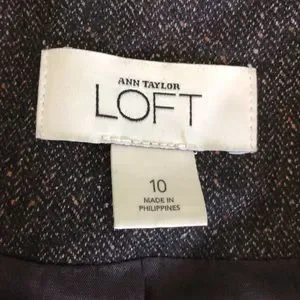 ANN TAYLOR
LOFT
10
MADE IN
PHILIPPINES